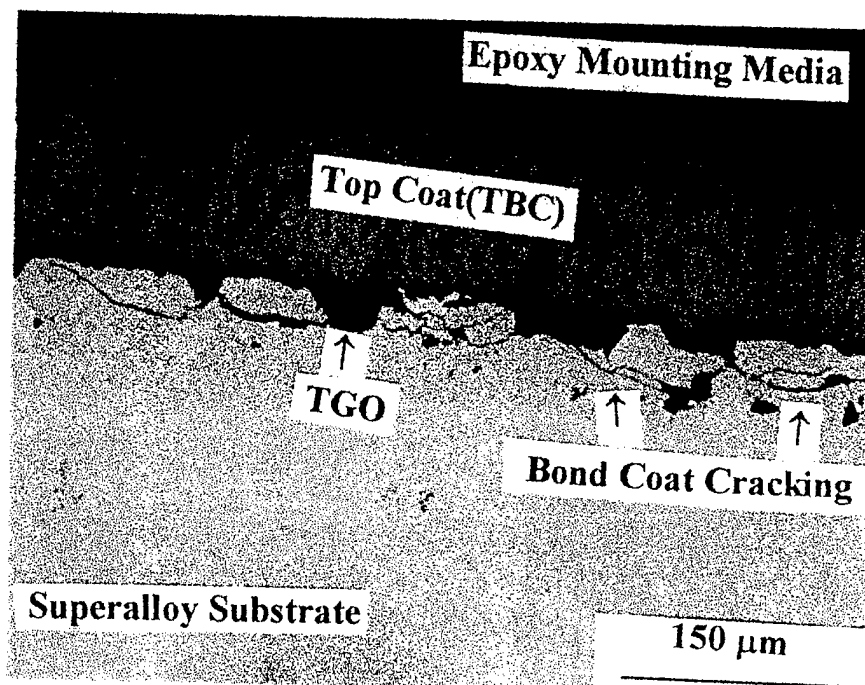 Epoxy Mounting Media
Top Coat(TBC)
TGO
Bond Coat Cracking
Superalloy Substrate
150 μm